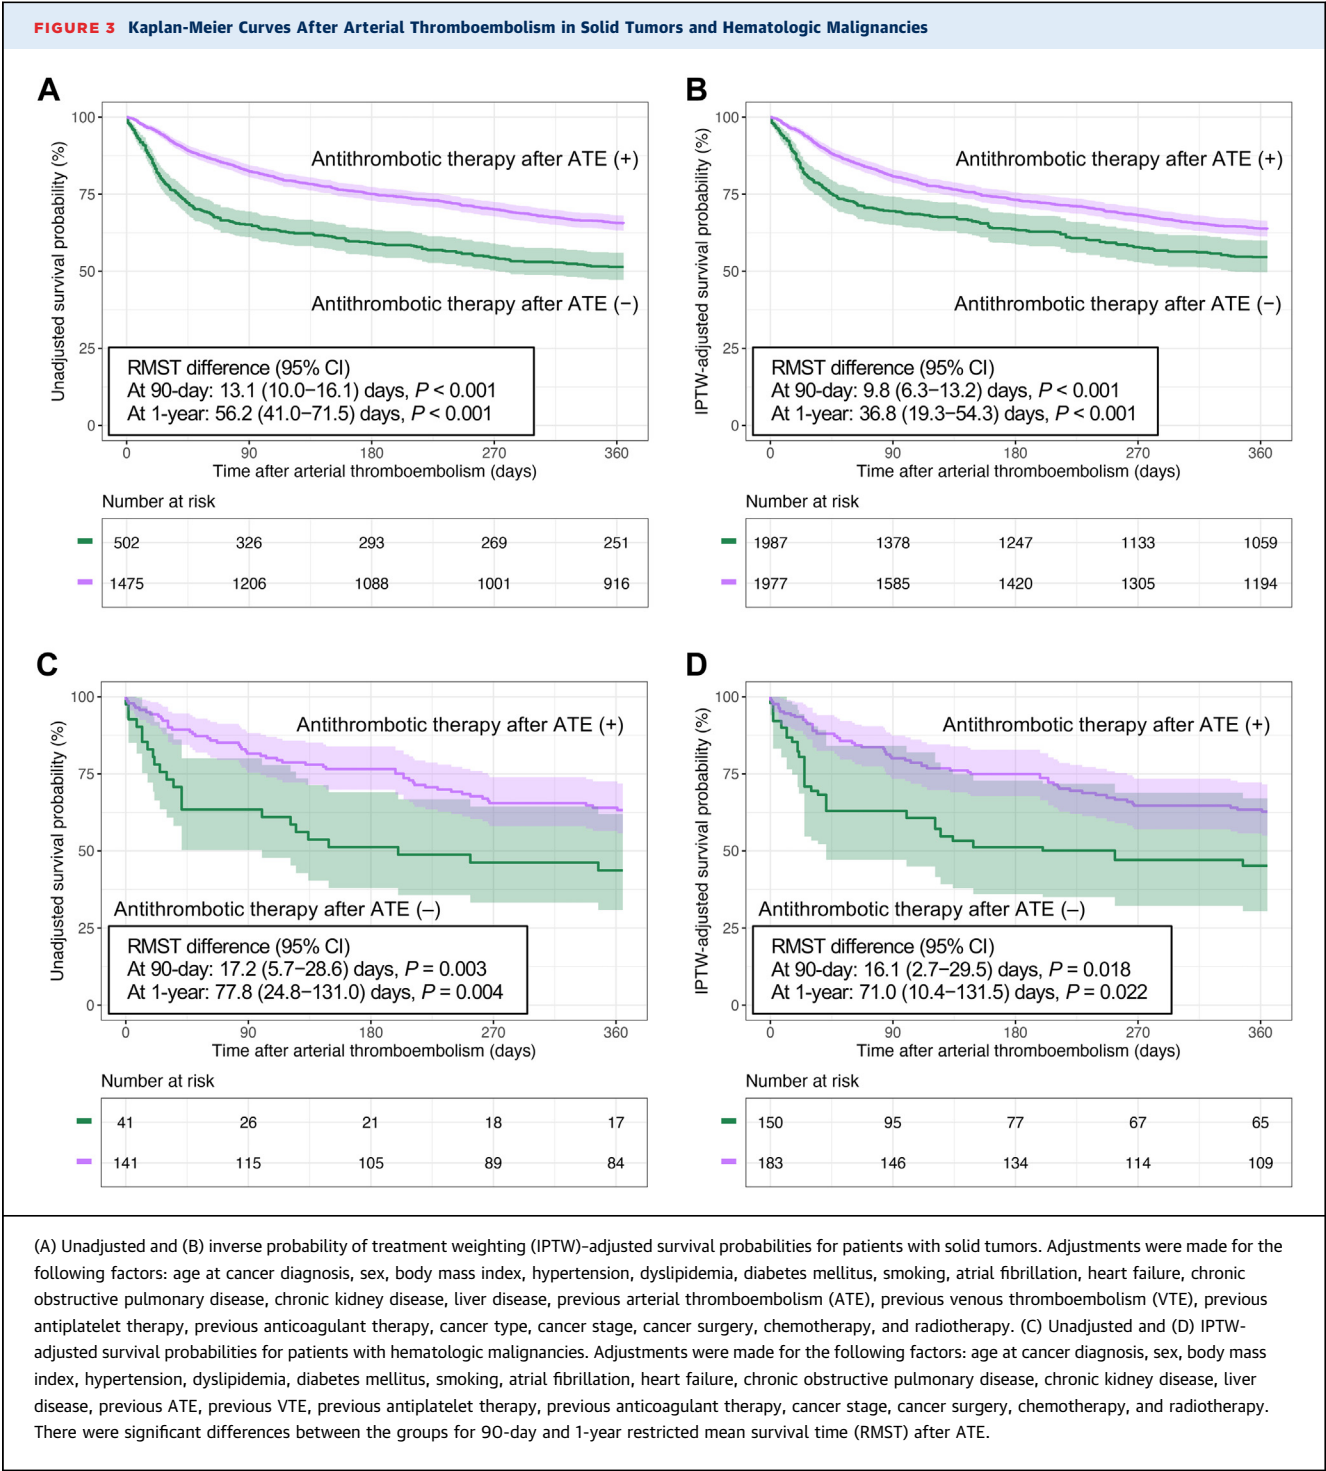 FIGURE 3 Kaplan-Meier Curves After Arterial Thromboembolism in Solid Tumors and Hematologic Malignancies
A
Unadjusted survival probability (%)
100
75
50
25
0
Antithrombotic therapy after ATE (+)
Antithrombotic therapy after ATE (−)
RMST difference (95% CI)
At 90-day: 13.1 (10.0−16.1) days, P < 0.001
At 1-year: 56.2 (41.0−71.5) days, P < 0.001
0 90 180 270 360
Time after arterial thromboembolism (days)
Number at risk
502 326 293 269 251
1475 1206 1088 1001 916
B
IPTW-adjusted survival probability (%)
100
75
50
25
0
Antithrombotic therapy after ATE (+)
Antithrombotic therapy after ATE (−)
RMST difference (95% CI)
At 90-day: 9.8 (6.3−13.2) days, P < 0.001
At 1-year: 36.8 (19.3−54.3) days, P < 0.001
0 90 180 270 360
Time after arterial thromboembolism (days)
Number at risk
1987 1378 1247 1133 1059
1977 1585 1420 1305 1194
C
Unadjusted survival probability (%)
100
75
50
25
0
Antithrombotic therapy after ATE (+)
Antithrombotic therapy after ATE (–)
RMST difference (95% CI)
At 90-day: 17.2 (5.7−28.6) days, P = 0.003
At 1-year: 77.8 (24.8−131.0) days, P = 0.004
0 90 180 270 360
Time after arterial thromboembolism (days)
Number at risk
41 26 21 18 17
141 115 105 89 84
D
IPTW-adjusted survival probability (%)
100
75
50
25
0
Antithrombotic therapy after ATE (+)
Antithrombotic therapy after ATE (–)
RMST difference (95% CI)
At 90-day: 16.1 (2.7−29.5) days, P = 0.018
At 1-year: 71.0 (10.4−131.5) days, P = 0.022
0 90 180 270 360
Time after arterial thromboembolism (days)
Number at risk
150 95 77 67 65
183 146 134 114 109
(A) Unadjusted and (B) inverse probability of treatment weighting (IPTW)–adjusted survival probabilities for patients with solid tumors. Adjustments were made for the
following factors: age at cancer diagnosis, sex, body mass index, hypertension, dyslipidemia, diabetes mellitus, smoking, atrial fibrillation, heart failure, chronic
obstructive pulmonary disease, chronic kidney disease, liver disease, previous arterial thromboembolism (ATE), previous venous thromboembolism (VTE), previous
antiplatelet therapy, previous anticoagulant therapy, cancer type, cancer stage, cancer surgery, chemotherapy, and radiotherapy. (C) Unadjusted and (D) IPTW-
adjusted survival probabilities for patients with hematologic malignancies. Adjustments were made for the following factors: age at cancer diagnosis, sex, body mass
index, hypertension, dyslipidemia, diabetes mellitus, smoking, atrial fibrillation, heart failure, chronic obstructive pulmonary disease, chronic kidney disease, liver
disease, previous ATE, previous VTE, previous antiplatelet therapy, previous anticoagulant therapy, cancer stage, cancer surgery, chemotherapy, and radiotherapy.
There were significant differences between the groups for 90-day and 1-year restricted mean survival time (RMST) after ATE.